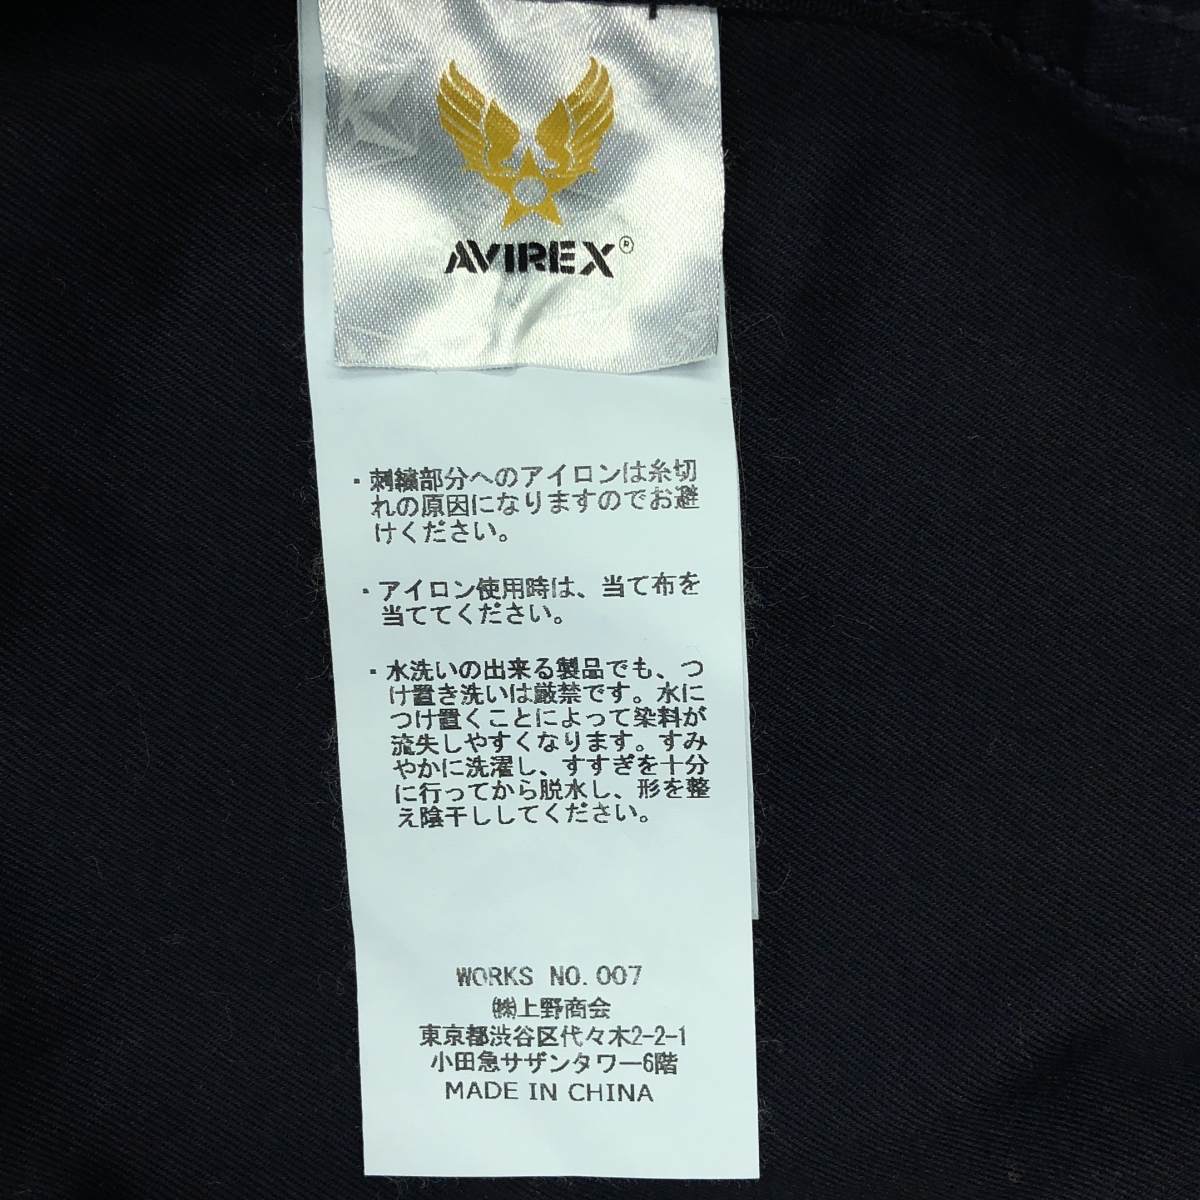 AVIREX®
・刺繍部分へのアイロンは糸切
れの原因になりますのでお避
けください。
・アイロン使用時は、当て布を
当ててください。
・水洗いの出来る製品でも、つ
け置き洗いは厳禁です。水に
つけ置くことによって染料が
流失しやすくなります。すみ
やかに洗濯し、すすぎを十分
に行ってから脱水し、形を整
え陰干ししてください。
WORKS NO. 007
㈱上野商会
東京都渋谷区代々木2-2-1
小田急サザンタワー6階
MADE IN CHINA